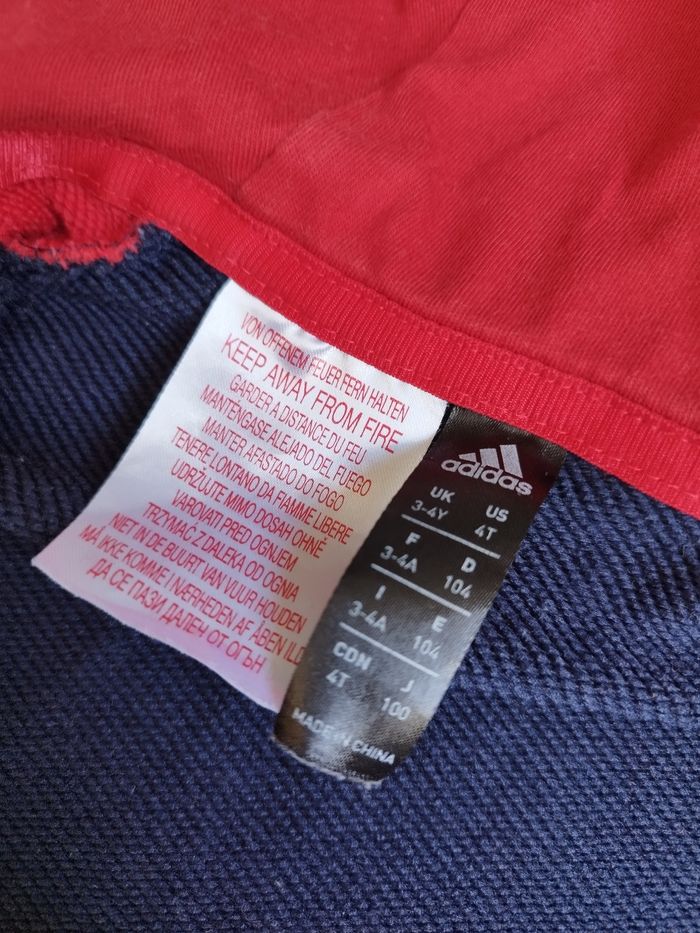 VON OFFENEM FEUER FERN HALTEN
KEEP AWAY FROM FIRE
GARDER A DISTANCE DU FEU
MANTENGASE ALEJADO DEL FUEGO
MANTER AFASTADO DO FOGO
TENERE LONTANO DA FIAMME LIBERE
UDRŽUJTE MIMO DOSAH OHNĚ
VAROVATI PRED OGNJEM
TRZYMAĆ Z DALEKA OD OGNIA
NIET IN DE BUURT VAN VUUR HOUDEN
MÅ IKKE KOMME I NÆRHEDEN AF ÅBEN ILD
ДА СЕ ПАЗИ ДАЛЕЧ ОТ ОГЪН
adidas
UK US
3-4Y 4T
F D
3-4A 104
I E
3-4A 104
CDN J
4T 100
MADE IN CHINA